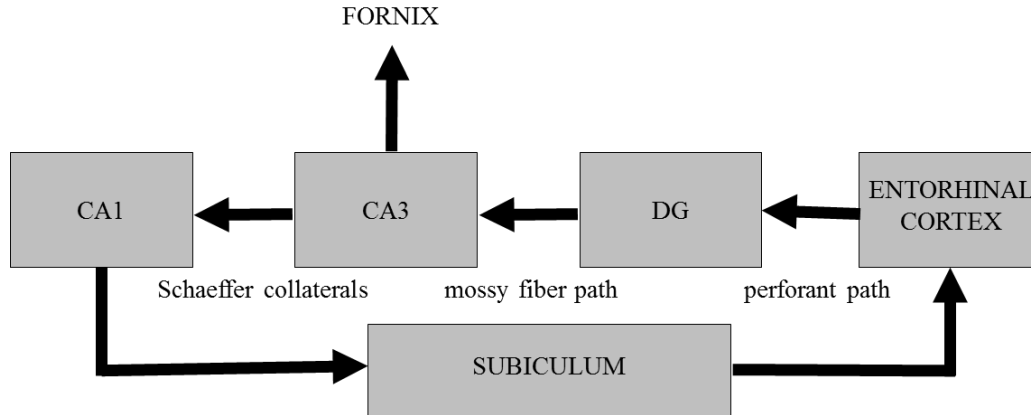 FORNIX
CA1
CA3
DG
ENTORHINAL
CORTEX
Schaeffer collaterals
mossy fiber path
perforant path
SUBICULUM